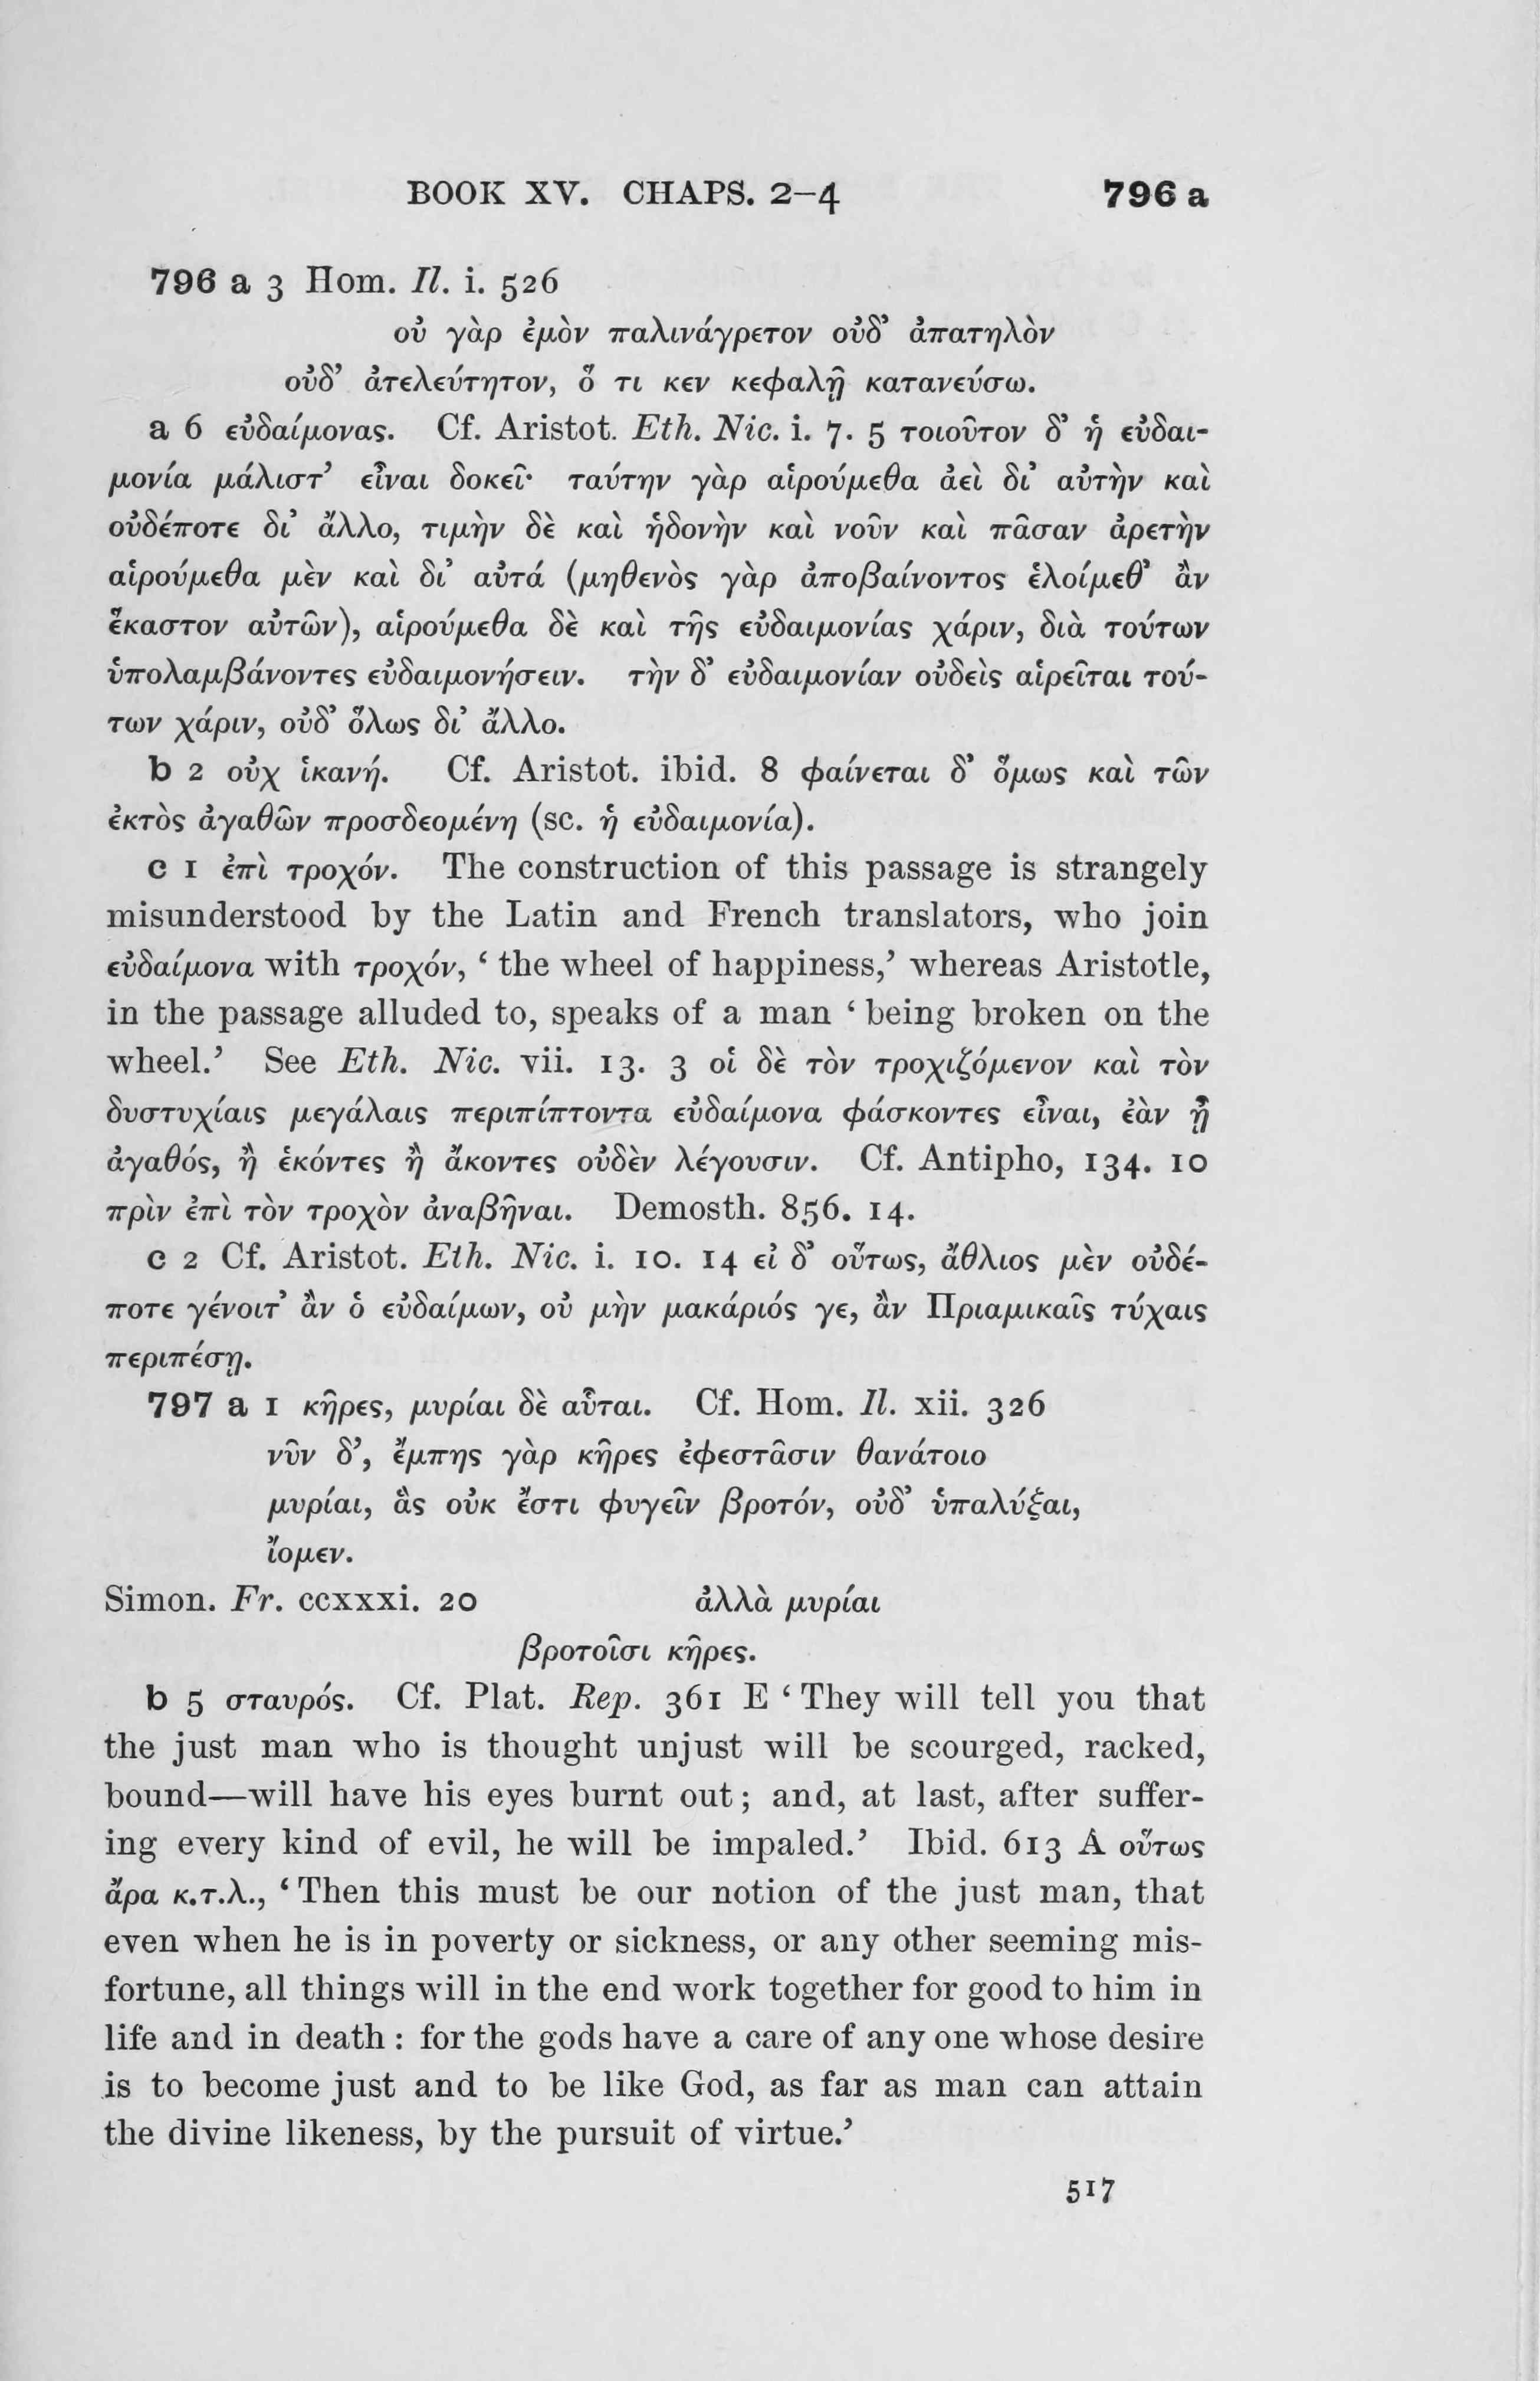 BOOK XV. CHAPS. 2–4 796 a
796 a 3 Hom. Il. i. 526
οὐ γὰρ ἐμὸν παλινάγρετον οὐδ’ ἀπατηλὸν
οὐδ’ ἀτελεύτητον, ὅ τι κεν κεφαλῇ κατανεύσω.
a 6 εὐδαίμονας. Cf. Aristot. Eth. Nic. i. 7. 5 τοιοῦτον δ’ ἡ εὐδαι-
μονία μάλιστ’ εἶναι δοκεῖ· ταύτην γὰρ αἱρούμεθα ἀεὶ δι’ αὐτὴν καὶ
οὐδέποτε δι’ ἄλλο, τιμὴν δὲ καὶ ἡδονὴν καὶ νοῦν καὶ πᾶσαν ἀρετὴν
αἱρούμεθα μὲν καὶ δι’ αὐτά (μηθενὸς γὰρ ἀποβαίνοντος ἑλοίμεθ’ ἂν
ἕκαστον αὐτῶν), αἱρούμεθα δὲ καὶ τῆς εὐδαιμονίας χάριν, διὰ τούτων
ὑπολαμβάνοντες εὐδαιμονήσειν. τὴν δ’ εὐδαιμονίαν οὐδεὶς αἱρεῖται τού-
των χάριν, οὐδ’ ὅλως δι’ ἄλλο.
b 2 οὐχ ἱκανή. Cf. Aristot. ibid. 8 φαίνεται δ’ ὅμως καὶ τῶν
ἐκτὸς ἀγαθῶν προσδεομένη (sc. ἡ εὐδαιμονία).
c 1 ἐπὶ τροχόν. The construction of this passage is strangely
misunderstood by the Latin and French translators, who join
εὐδαίμονα with τροχόν, ‘ the wheel of happiness,’ whereas Aristotle,
in the passage alluded to, speaks of a man ‘ being broken on the
wheel.’ See Eth. Nic. vii. 13. 3 οἱ δὲ τὸν τροχιζόμενον καὶ τὸν
δυστυχίαις μεγάλαις περιπίπτοντα εὐδαίμονα φάσκοντες εἶναι, ἐὰν ᾖ
ἀγαθός, ἢ ἑκόντες ἢ ἄκοντες οὐδὲν λέγουσιν. Cf. Antipho, 134. 10
πρὶν ἐπὶ τὸν τροχὸν ἀναβῆναι. Demosth. 856. 14.
c 2 Cf. Aristot. Eth. Nic. i. 10. 14 εἰ δ’ οὕτως, ἄθλιος μὲν οὐδέ-
ποτε γένοιτ’ ἂν ὁ εὐδαίμων, οὐ μὴν μακάριός γε, ἂν Πριαμικαῖς τύχαις
περιπέσῃ.
797 a 1 κῆρες, μυρίαι δὲ αὗται. Cf. Hom. Il. xii. 326
νῦν δ’, ἔμπης γὰρ κῆρες ἐφεστᾶσιν θανάτοιο
μυρίαι, ἃς οὐκ ἔστι φυγεῖν βροτόν, οὐδ’ ὑπαλύξαι,
ἴομεν.
Simon. Fr. ccxxxi. 20 ἀλλὰ μυρίαι
βροτοῖσι κῆρες.
b 5 σταυρός. Cf. Plat. Rep. 361 E ‘ They will tell you that
the just man who is thought unjust will be scourged, racked,
bound—will have his eyes burnt out ; and, at last, after suffer-
ing every kind of evil, he will be impaled.’ Ibid. 613 A οὕτως
ἄρα κ.τ.λ., ‘ Then this must be our notion of the just man, that
even when he is in poverty or sickness, or any other seeming mis-
fortune, all things will in the end work together for good to him in
life and in death : for the gods have a care of any one whose desire
is to become just and to be like God, as far as man can attain
the divine likeness, by the pursuit of virtue.’
517